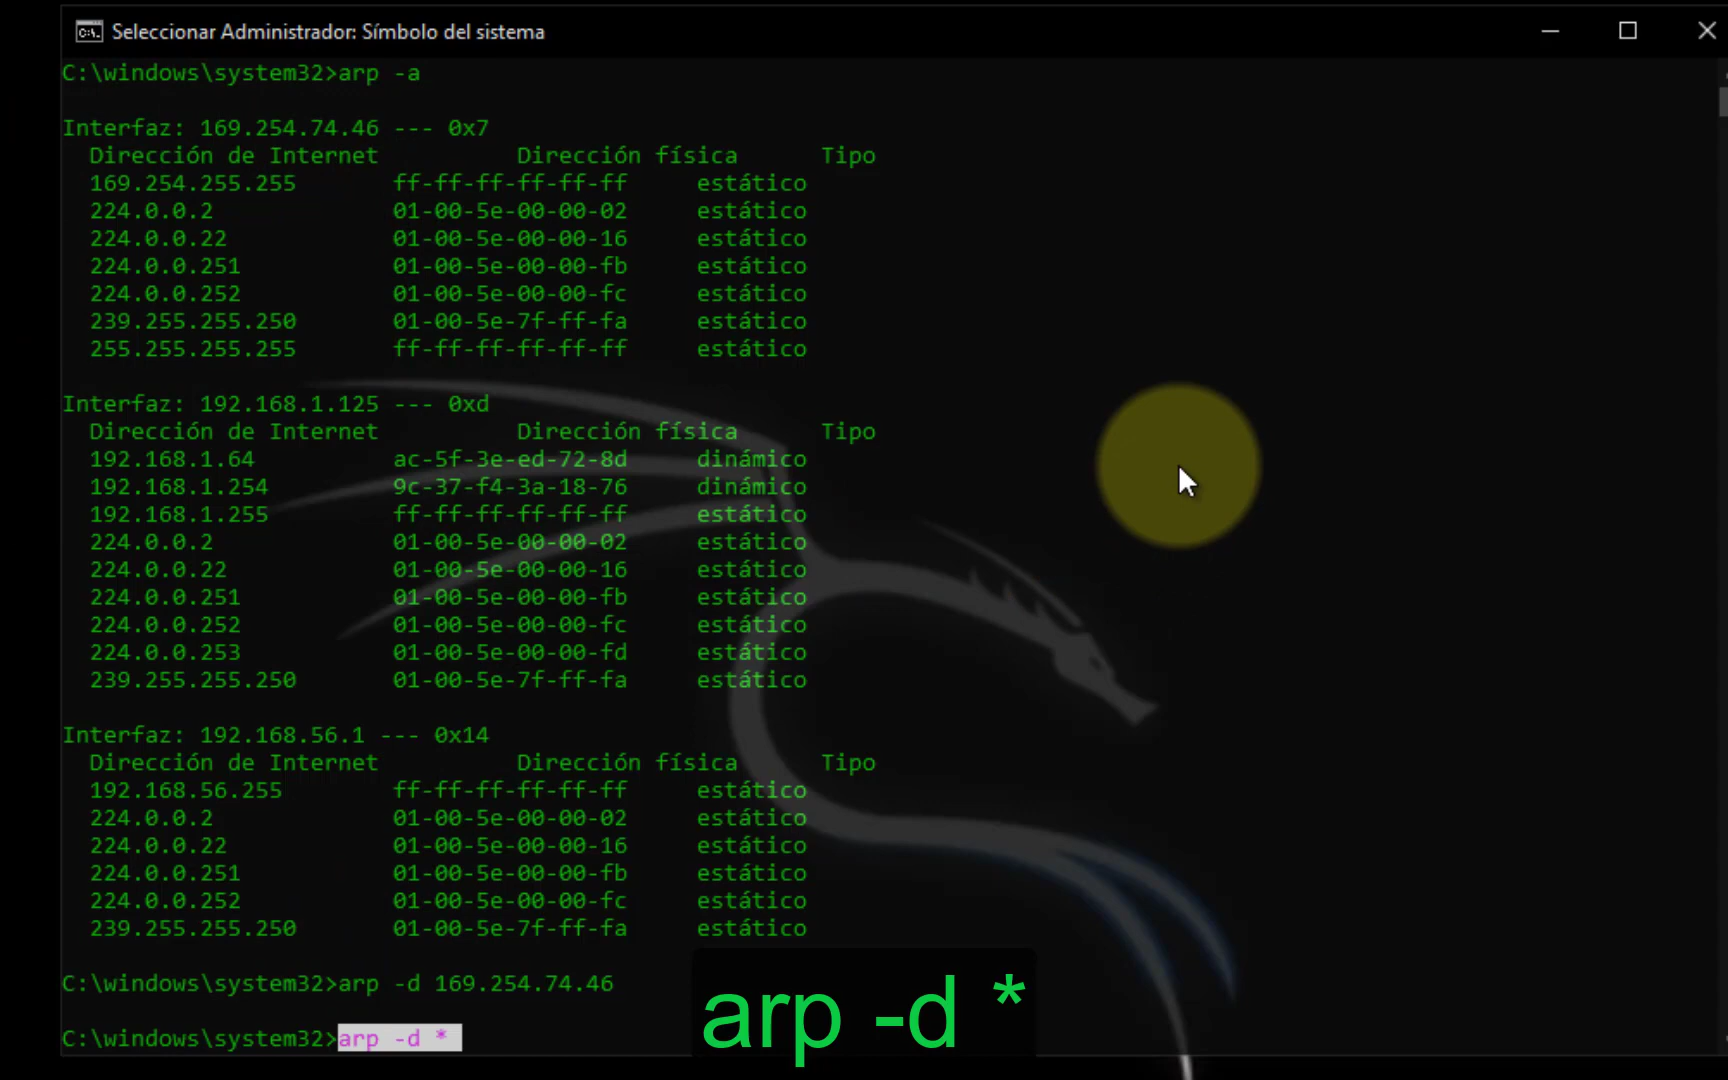 Seleccionar Administrador: Símbolo del sistema
C:\windows\system32>arp -a
Interfaz: 169.254.74.46 --- 0x7
Dirección de Internet Dirección física Tipo
169.254.255.255 ff-ff-ff-ff-ff-ff estático
224.0.0.2 01-00-5e-00-00-02 estático
224.0.0.22 01-00-5e-00-00-16 estático
224.0.0.251 01-00-5e-00-00-fb estático
224.0.0.252 01-00-5e-00-00-fc estático
239.255.255.250 01-00-5e-7f-ff-fa estático
255.255.255.255 ff-ff-ff-ff-ff-ff estático
Interfaz: 192.168.1.125 --- 0xd
Dirección de Internet Dirección física Tipo
192.168.1.64 ac-5f-3e-ed-72-8d dinámico
192.168.1.254 9c-37-f4-3a-18-76 dinámico
192.168.1.255 ff-ff-ff-ff-ff-ff estático
224.0.0.2 01-00-5e-00-00-02 estático
224.0.0.22 01-00-5e-00-00-16 estático
224.0.0.251 01-00-5e-00-00-fb estático
224.0.0.252 01-00-5e-00-00-fc estático
224.0.0.253 01-00-5e-00-00-fd estático
239.255.255.250 01-00-5e-7f-ff-fa estático
Interfaz: 192.168.56.1 --- 0x14
Dirección de Internet Dirección física Tipo
192.168.56.255 ff-ff-ff-ff-ff-ff estático
224.0.0.2 01-00-5e-00-00-02 estático
224.0.0.22 01-00-5e-00-00-16 estático
224.0.0.251 01-00-5e-00-00-fb estático
224.0.0.252 01-00-5e-00-00-fc estático
239.255.255.250 01-00-5e-7f-ff-fa estático
C:\windows\system32>arp -d 169.254.74.46
C:\windows\system32>arp -d *
arp -d *